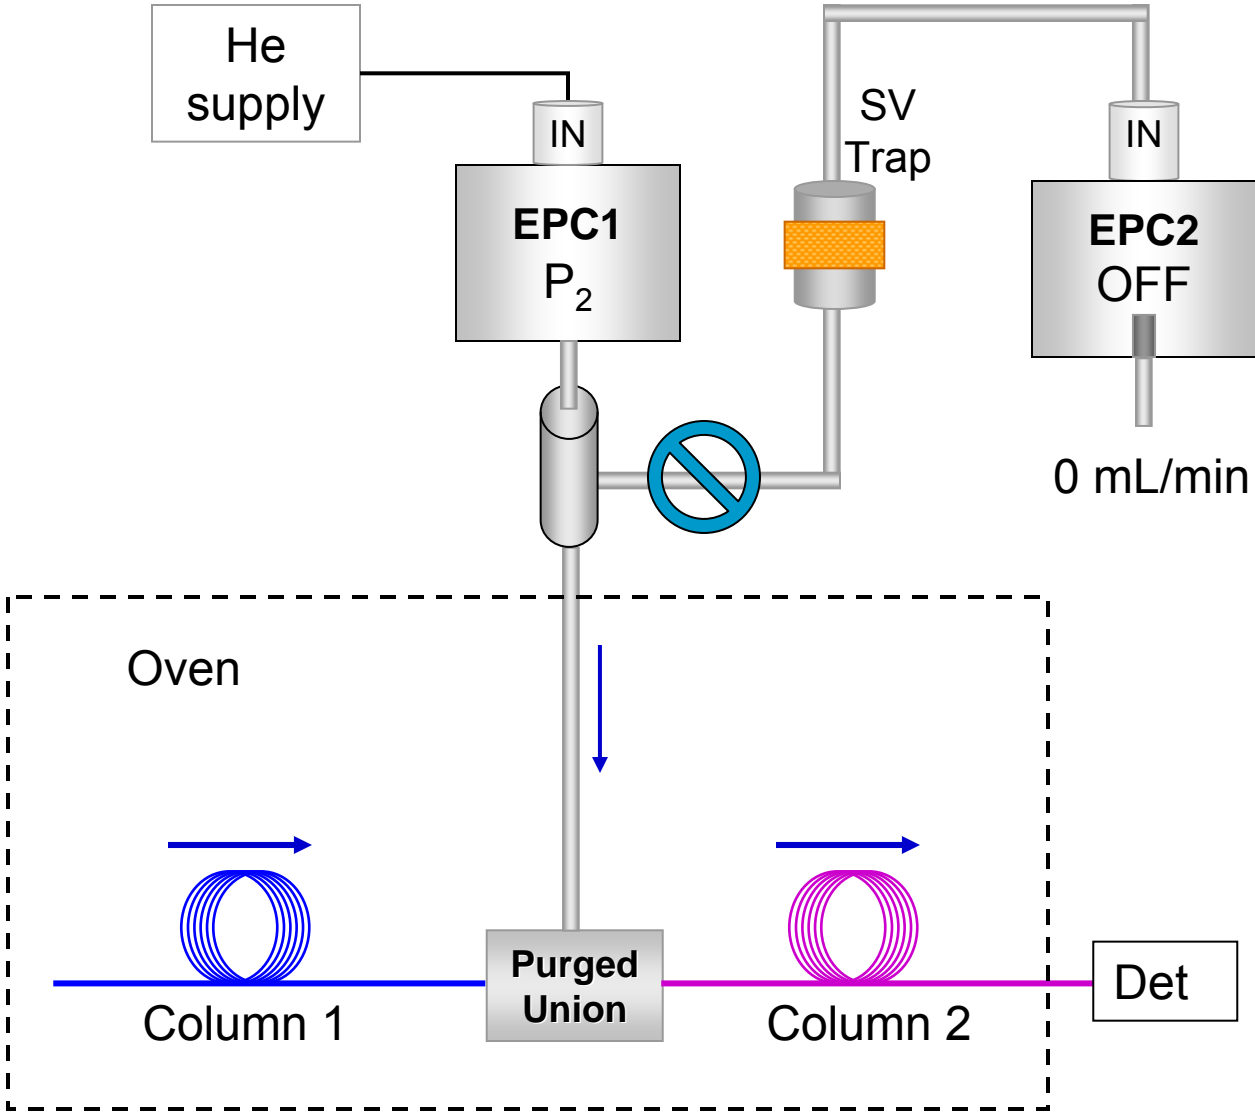 He
supply
IN
EPC1
P₂
SV
Trap
IN
EPC2
OFF
0 mL/min
Oven
Purged
Union
Column 1
Column 2
Det